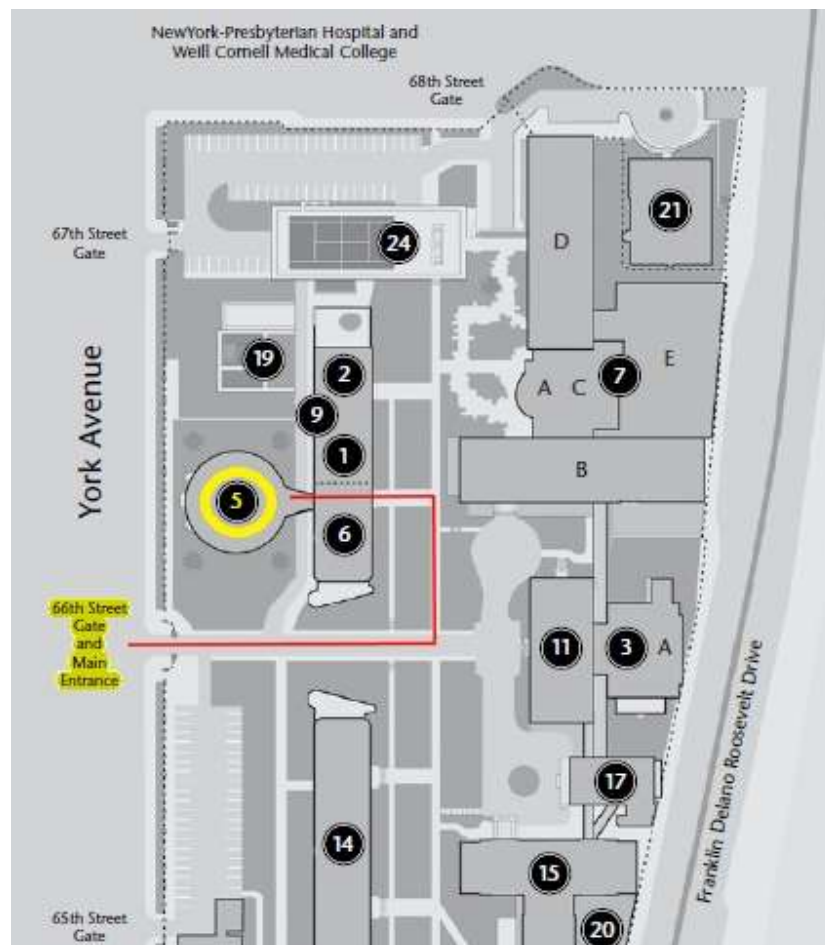 NewYork-Presbyterian Hospital and
Weill Cornell Medical College
68th Street
Gate
21
67th Street
Gate
24
D
York Avenue
19
2
7
E
A
C
9
1
B
5
6
66th Street
Gate
and
Main
Entrance
11
3
A
Franklin Delano Roosevelt Drive
17
14
15
65th Street
Gate
20